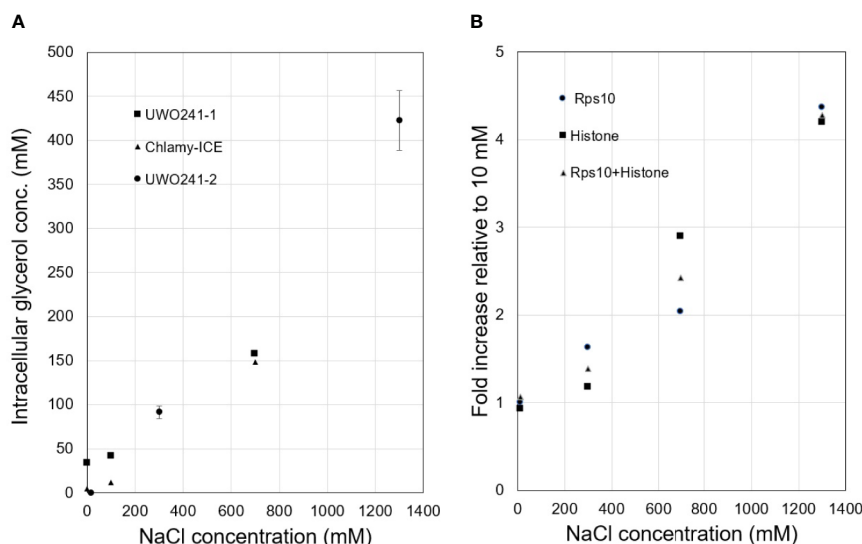 A
500
450
400
350
300
250
200
150
100
50
0
Intracellular glycerol conc. (mM)
UWO241-1
Chlamy-ICE
UWO241-2
0 200 400 600 800 1000 1200 1400
NaCl concentration (mM)
B
5
4
3
2
1
0
Fold increase relative to 10 mM
Rps10
Histone
Rps10+Histone
0 200 400 600 800 1000 1200 1400
NaCl concentration (mM)